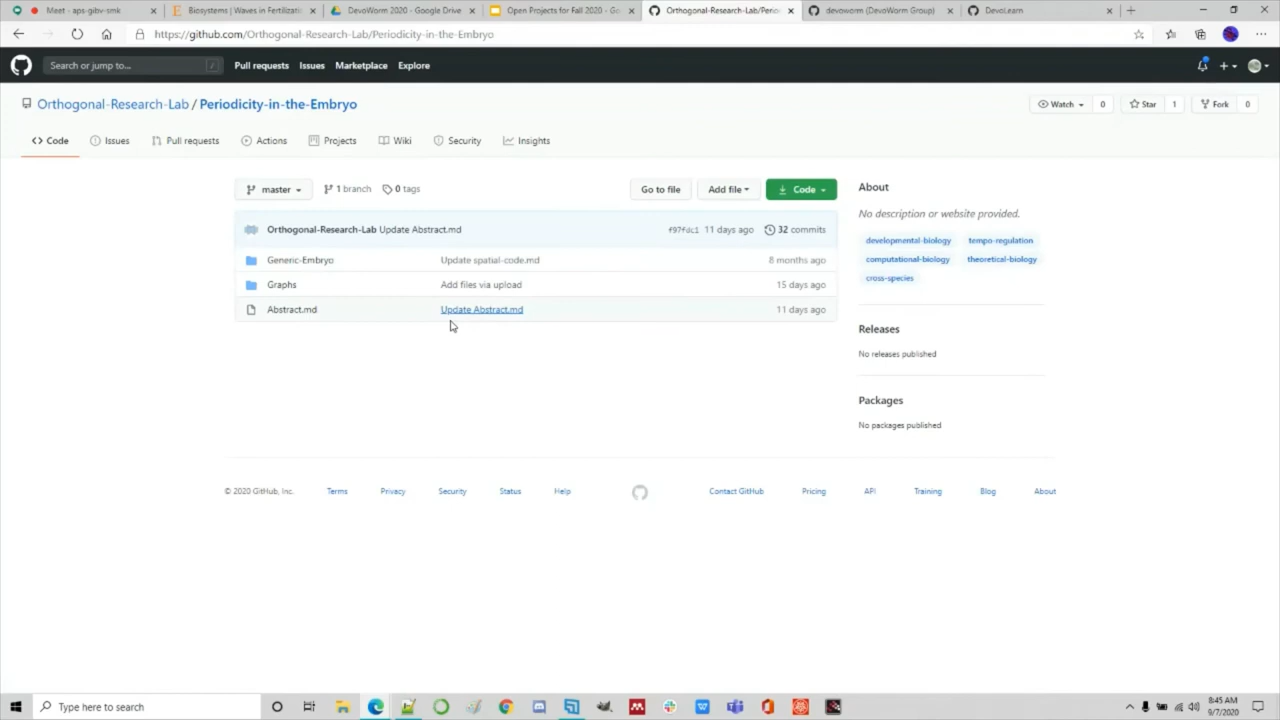 Meet - aps-gibv-smk
Biosystems | Waves in Fertilizatio
DevoWorm 2020 - Google Drive
Open Projects for Fall 2020 - Go
Orthogonal-Research-Lab/Perio
devoworm (DevoWorm Group)
DevoLearn
https://github.com/Orthogonal-Research-Lab/Periodicity-in-the-Embryo
Search or jump to... /
Pull requests Issues Marketplace Explore
Orthogonal-Research-Lab / Periodicity-in-the-Embryo
Watch 0 Star 1 Fork 0
Code Issues Pull requests Actions Projects Wiki Security Insights
master 1 branch 0 tags Go to file Add file Code
Orthogonal-Research-Lab Update Abstract.md f97fdc1 11 days ago 32 commits
Generic-Embryo Update spatial-code.md 8 months ago
Graphs Add files via upload 15 days ago
Abstract.md Update Abstract.md 11 days ago
About
No description or website provided.
developmental-biology tempo-regulation
computational-biology theoretical-biology
cross-species
Releases
No releases published
Packages
No packages published
© 2020 GitHub, Inc. Terms Privacy Security Status Help Contact GitHub Pricing API Training Blog About
Type here to search
8:45 AM
9/7/2020